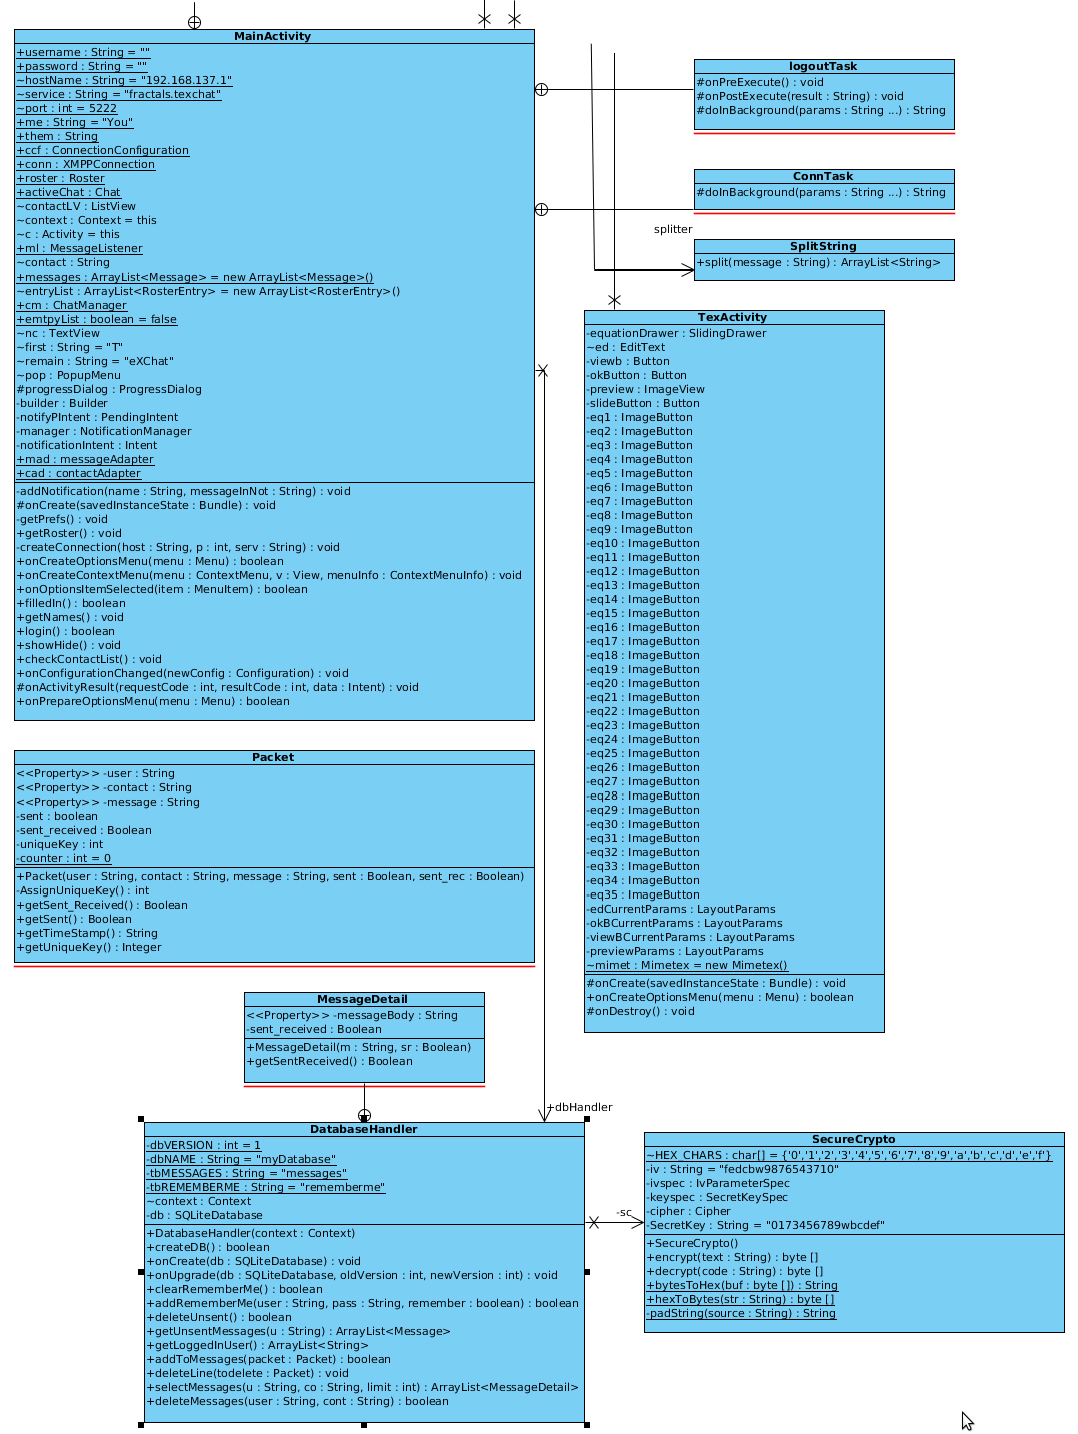 MainActivity
+username : String = ""
+password : String = ""
~hostName : String = "192.168.137.1"
~service : String = "fractals.texchat"
~port : int = 5222
+me : String = "You"
+them : String
+ccf : ConnectionConfiguration
+conn : XMPPConnection
+roster : Roster
+activeChat : Chat
~contactLV : ListView
~context : Context = this
~c : Activity = this
+ml : MessageListener
~contact : String
+messages : ArrayList<Message> = new ArrayList<Message>()
~entryList : ArrayList<RosterEntry> = new ArrayList<RosterEntry>()
+cm : ChatManager
+emtpyList : boolean = false
~nc : TextView
~first : String = "T"
~remain : String = "eXChat"
~pop : PopupMenu
#progressDialog : ProgressDialog
-builder : Builder
-notifyPIntent : PendingIntent
-manager : NotificationManager
-notificationIntent : Intent
+mad : messageAdapter
+cad : contactAdapter
-addNotification(name : String, messageInNot : String) : void
#onCreate(savedInstanceState : Bundle) : void
-getPrefs() : void
+getRoster() : void
-createConnection(host : String, p : int, serv : String) : void
+onCreateOptionsMenu(menu : Menu) : boolean
+onCreateContextMenu(menu : ContextMenu, v : View, menuInfo : ContextMenuInfo) : void
+onOptionsItemSelected(item : MenuItem) : boolean
+filledIn() : boolean
+getNames() : void
+login() : boolean
+showHide() : void
+checkContactList() : void
+onConfigurationChanged(newConfig : Configuration) : void
#onActivityResult(requestCode : int, resultCode : int, data : Intent) : void
+onPrepareOptionsMenu(menu : Menu) : boolean
logoutTask
#onPreExecute() : void
#onPostExecute(result : String) : void
#doInBackground(params : String ...) : String
ConnTask
#doInBackground(params : String ...) : String
splitter
SplitString
+split(message : String) : ArrayList<String>
TexActivity
-equationDrawer : SlidingDrawer
~ed : EditText
-viewb : Button
-okButton : Button
-preview : ImageView
-slideButton : Button
-eq1 : ImageButton
-eq2 : ImageButton
-eq3 : ImageButton
-eq4 : ImageButton
-eq5 : ImageButton
-eq6 : ImageButton
-eq7 : ImageButton
-eq8 : ImageButton
-eq9 : ImageButton
-eq10 : ImageButton
-eq11 : ImageButton
-eq12 : ImageButton
-eq13 : ImageButton
-eq14 : ImageButton
-eq15 : ImageButton
-eq16 : ImageButton
-eq17 : ImageButton
-eq18 : ImageButton
-eq19 : ImageButton
-eq20 : ImageButton
-eq21 : ImageButton
-eq22 : ImageButton
-eq23 : ImageButton
-eq24 : ImageButton
-eq25 : ImageButton
-eq26 : ImageButton
-eq27 : ImageButton
-eq28 : ImageButton
-eq29 : ImageButton
-eq30 : ImageButton
-eq31 : ImageButton
-eq32 : ImageButton
-eq33 : ImageButton
-eq34 : ImageButton
-eq35 : ImageButton
-edCurrentParams : LayoutParams
-okBCurrentParams : LayoutParams
-viewBCurrentParams : LayoutParams
-previewParams : LayoutParams
~mimet : Mimetex = new Mimetex()
#onCreate(savedInstanceState : Bundle) : void
+onCreateOptionsMenu(menu : Menu) : boolean
#onDestroy() : void
Packet
<<Property>> -user : String
<<Property>> -contact : String
<<Property>> -message : String
-sent : boolean
-sent_received : Boolean
-uniqueKey : int
-counter : int = 0
+Packet(user : String, contact : String, message : String, sent : Boolean, sent_rec : Boolean)
-AssignUniqueKey() : int
+getSent_Received() : Boolean
+getSent() : Boolean
+getTimeStamp() : String
+getUniqueKey() : Integer
MessageDetail
<<Property>> -messageBody : String
-sent_received : Boolean
+MessageDetail(m : String, sr : Boolean)
+getSentReceived() : Boolean
+dbHandler
DatabaseHandler
-dbVERSION : int = 1
-dbNAME : String = "myDatabase"
-tbMESSAGES : String = "messages"
-tbREMEMBERME : String = "rememberme"
~context : Context
-db : SQLiteDatabase
+DatabaseHandler(context : Context)
+createDB() : boolean
+onCreate(db : SQLiteDatabase) : void
+onUpgrade(db : SQLiteDatabase, oldVersion : int, newVersion : int) : void
+clearRememberMe() : boolean
+addRememberMe(user : String, pass : String, remember : boolean) : boolean
+deleteUnsent() : boolean
+getUnsentMessages(u : String) : ArrayList<Message>
+getLoggedInUser() : ArrayList<String>
+addToMessages(packet : Packet) : boolean
+deleteLine(todelete : Packet) : void
+selectMessages(u : String, co : String, limit : int) : ArrayList<MessageDetail>
+deleteMessages(user : String, cont : String) : boolean
-sc
SecureCrypto
~HEX_CHARS : char[] = {'0','1','2','3','4','5','6','7','8','9','a','b','c','d','e','f'}
-iv : String = "fedcbw9876543710"
-ivspec : IvParameterSpec
-keyspec : SecretKeySpec
-cipher : Cipher
-SecretKey : String = "0173456789wbcdef"
+SecureCrypto()
+encrypt(text : String) : byte []
+decrypt(code : String) : byte []
+bytesToHex(buf : byte []) : String
+hexToBytes(str : String) : byte []
-padString(source : String) : String